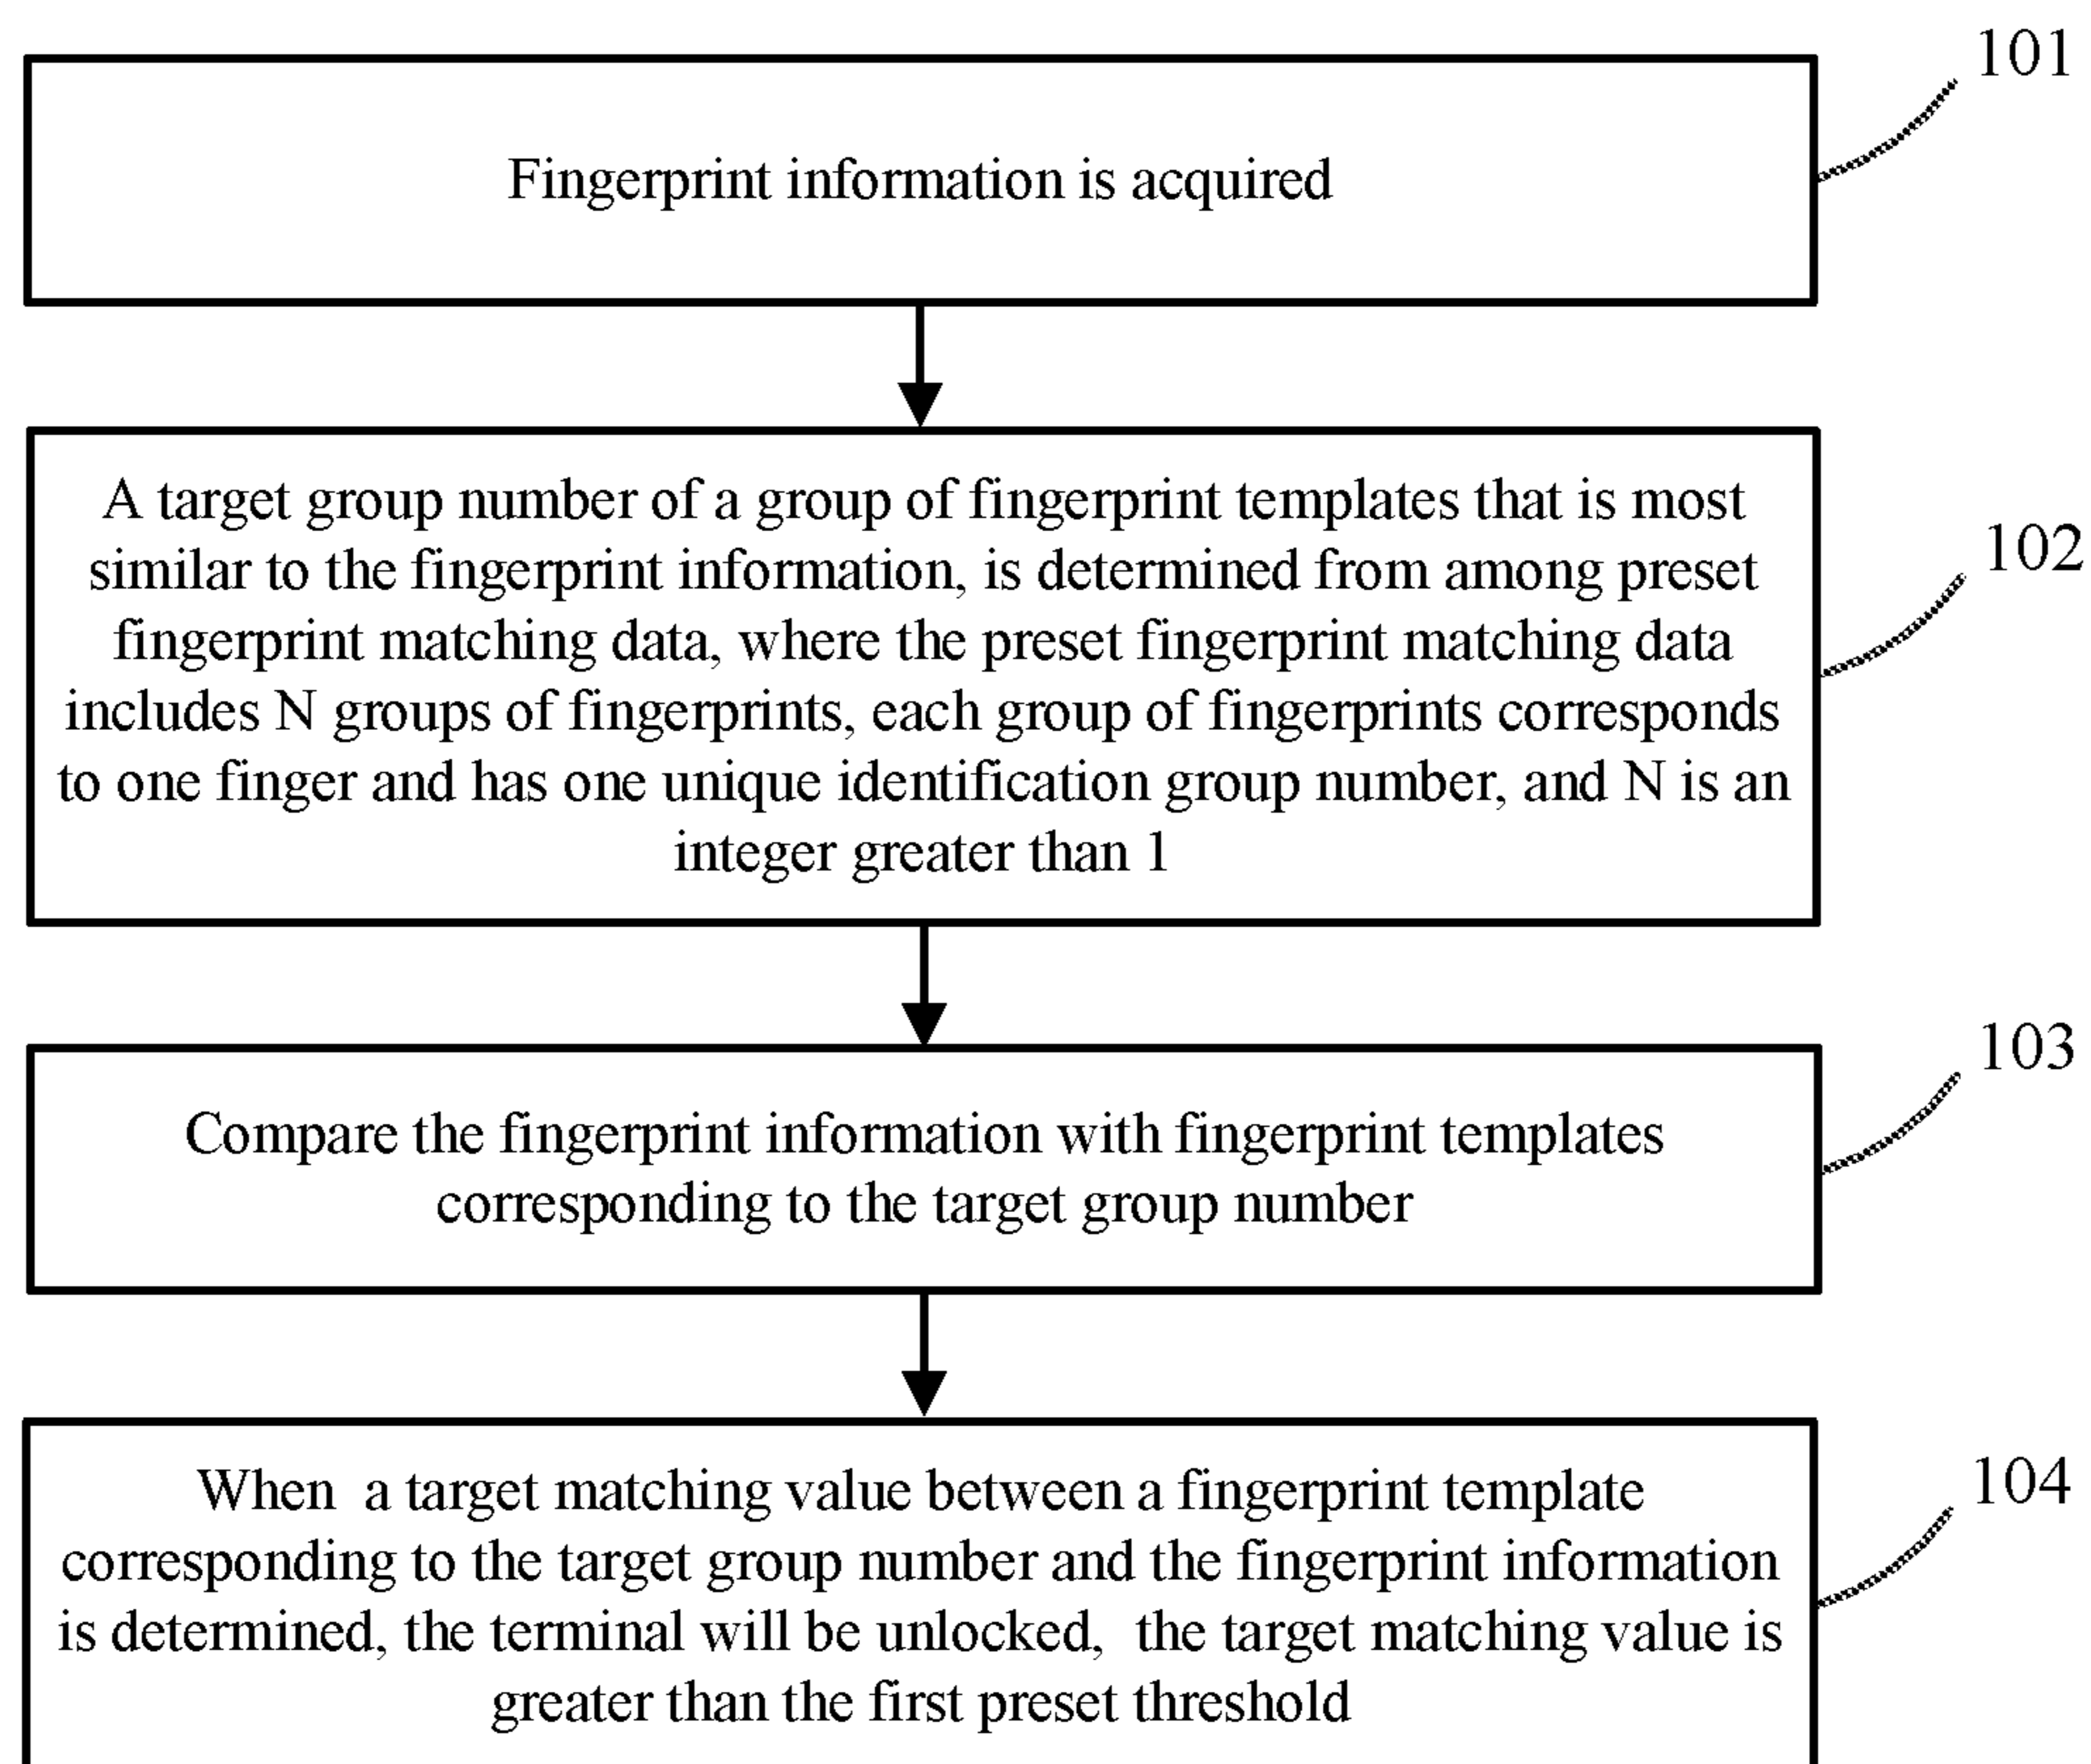 101
Fingerprint information is acquired
A target group number of a group of fingerprint templates that is most
similar to the fingerprint information, is determined from among preset
fingerprint matching data, where the preset fingerprint matching data
includes N groups of fingerprints, each group of fingerprints corresponds
to one finger and has one unique identification group number, and N is an
integer greater than 1
102
Compare the fingerprint information with fingerprint templates
corresponding to the target group number
103
When a target matching value between a fingerprint template
corresponding to the target group number and the fingerprint information
is determined, the terminal will be unlocked, the target matching value is
greater than the first preset threshold
104